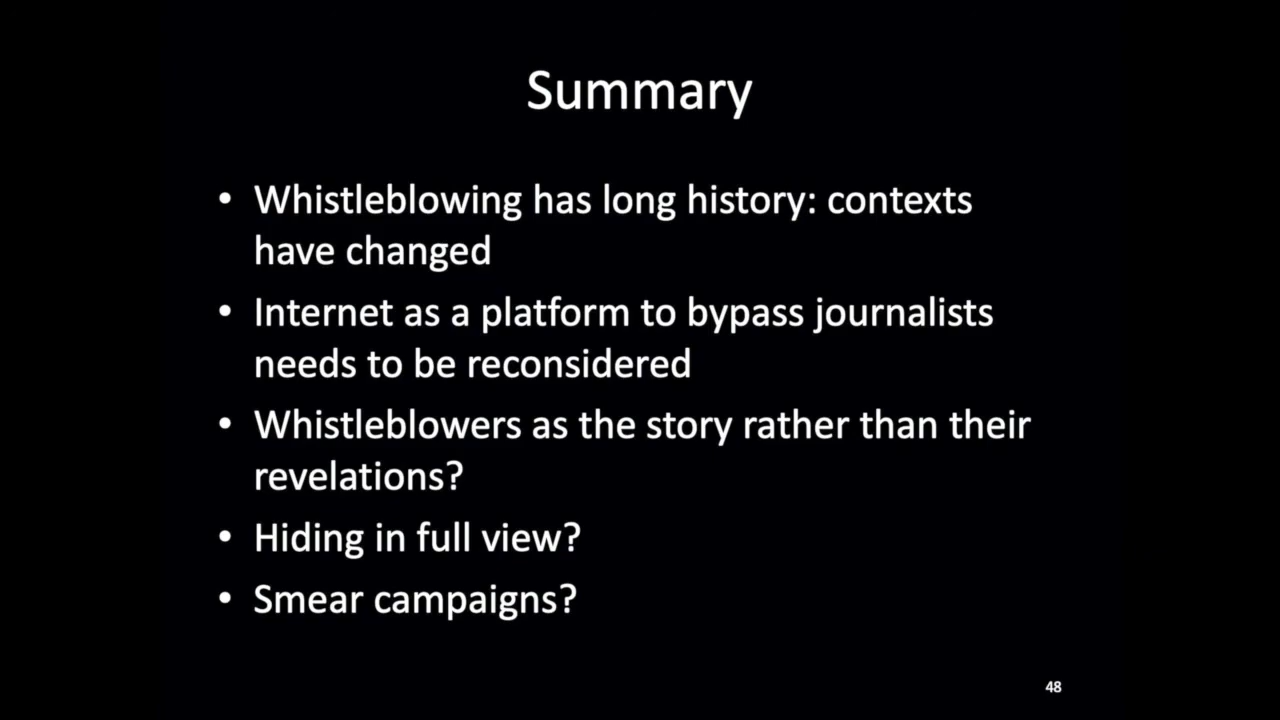 Summary
• Whistleblowing has long history: contexts
have changed
• Internet as a platform to bypass journalists
needs to be reconsidered
• Whistleblowers as the story rather than their
revelations?
• Hiding in full view?
• Smear campaigns?
48